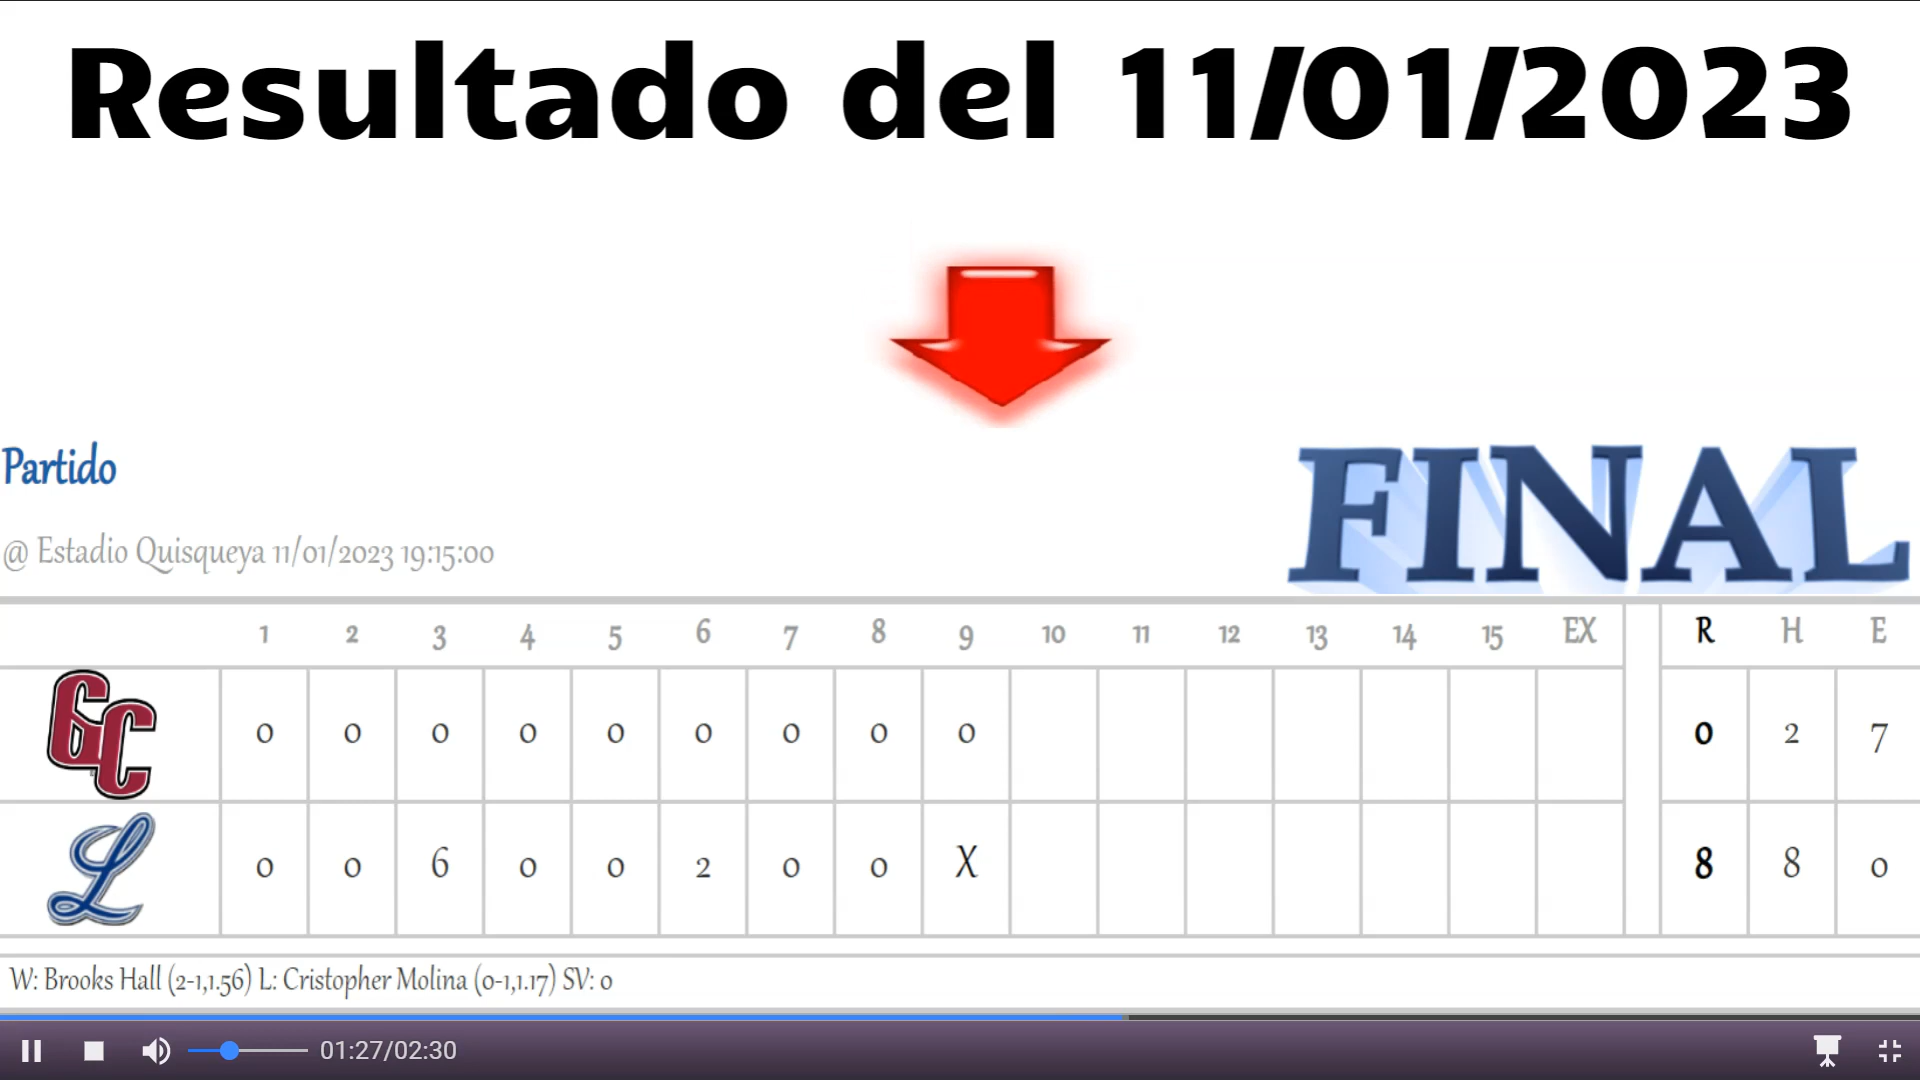 Resultado del 11/01/2023
Partido
FINAL
@ Estadio Quisqueya 11/01/2023 19:15:00
1 2 3 4 5 6 7 8 9 10 11 12 13 14 15 EX R H E
GC 0 0 0 0 0 0 0 0 0 0 2 7
L 0 0 6 0 0 2 0 0 X 8 8 0
W: Brooks Hall (2-1,1.56) L: Cristopher Molina (0-1,1.17) SV: 0
01:27/02:30